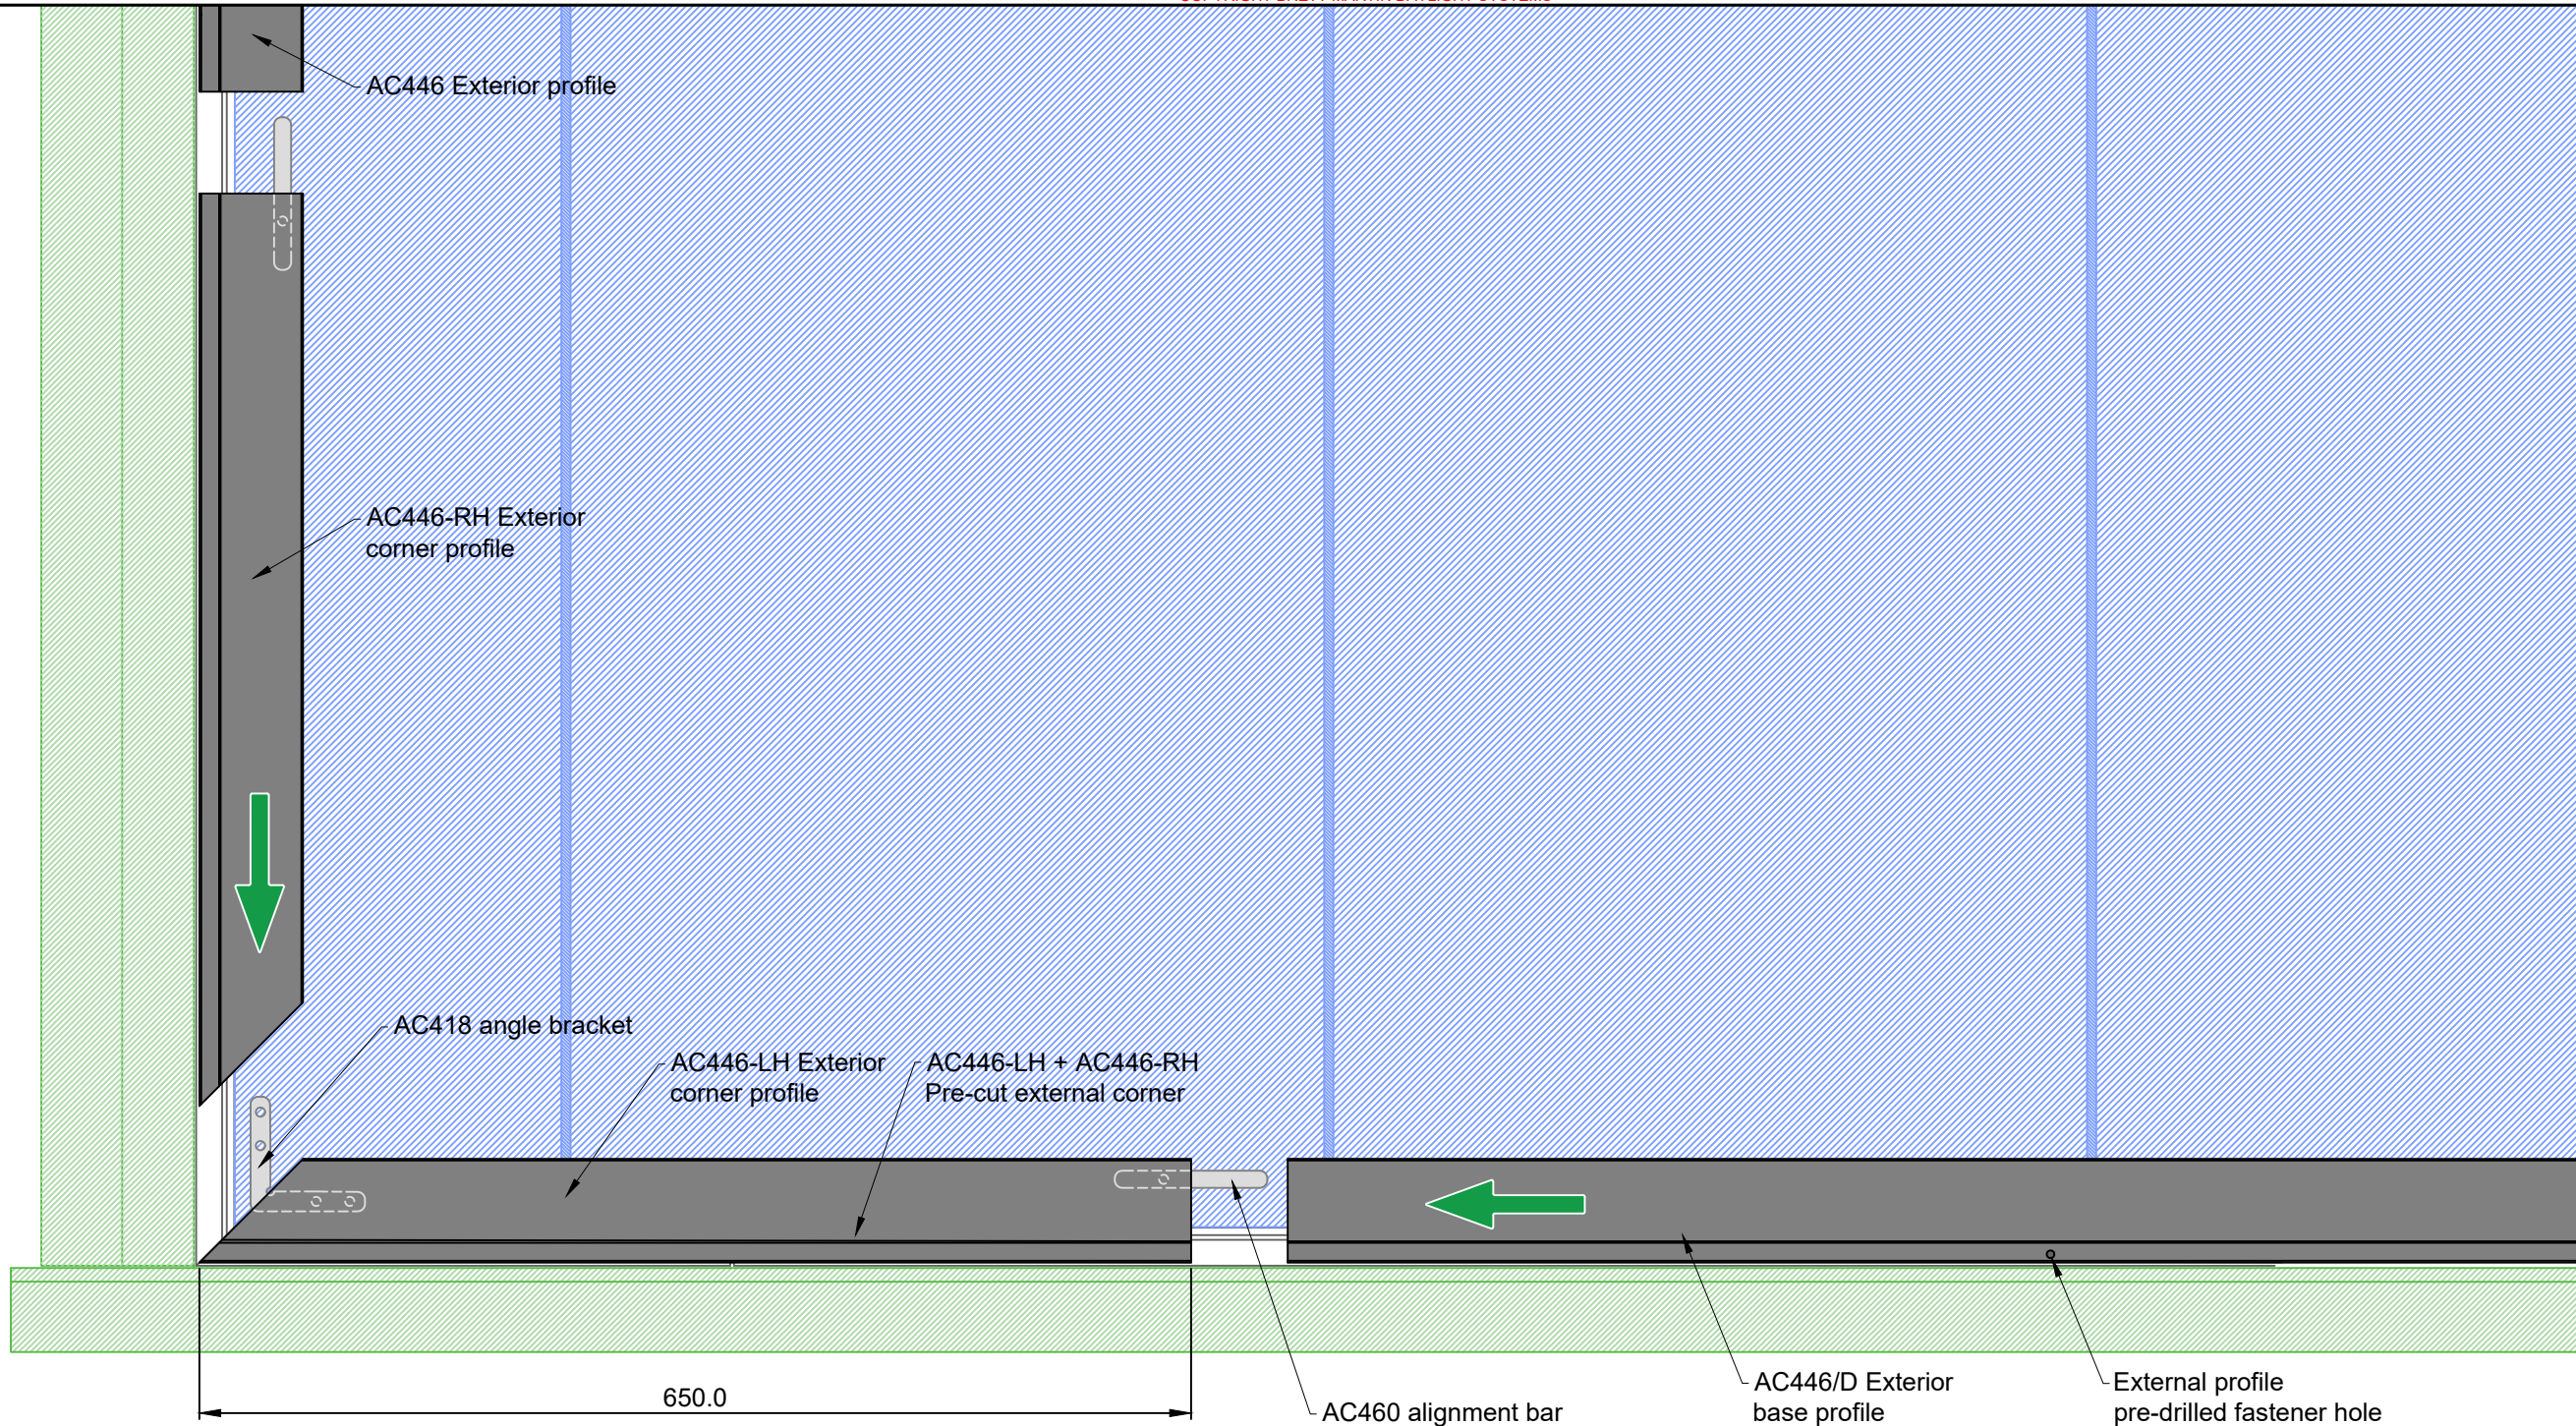 AC446 Exterior profile
AC446-RH Exterior
corner profile
AC418 angle bracket
AC446-LH Exterior
corner profile
AC446-LH + AC446-RH
Pre-cut external corner
650.0
AC460 alignment bar
AC446/D Exterior
base profile
External profile
pre-drilled fastener hole